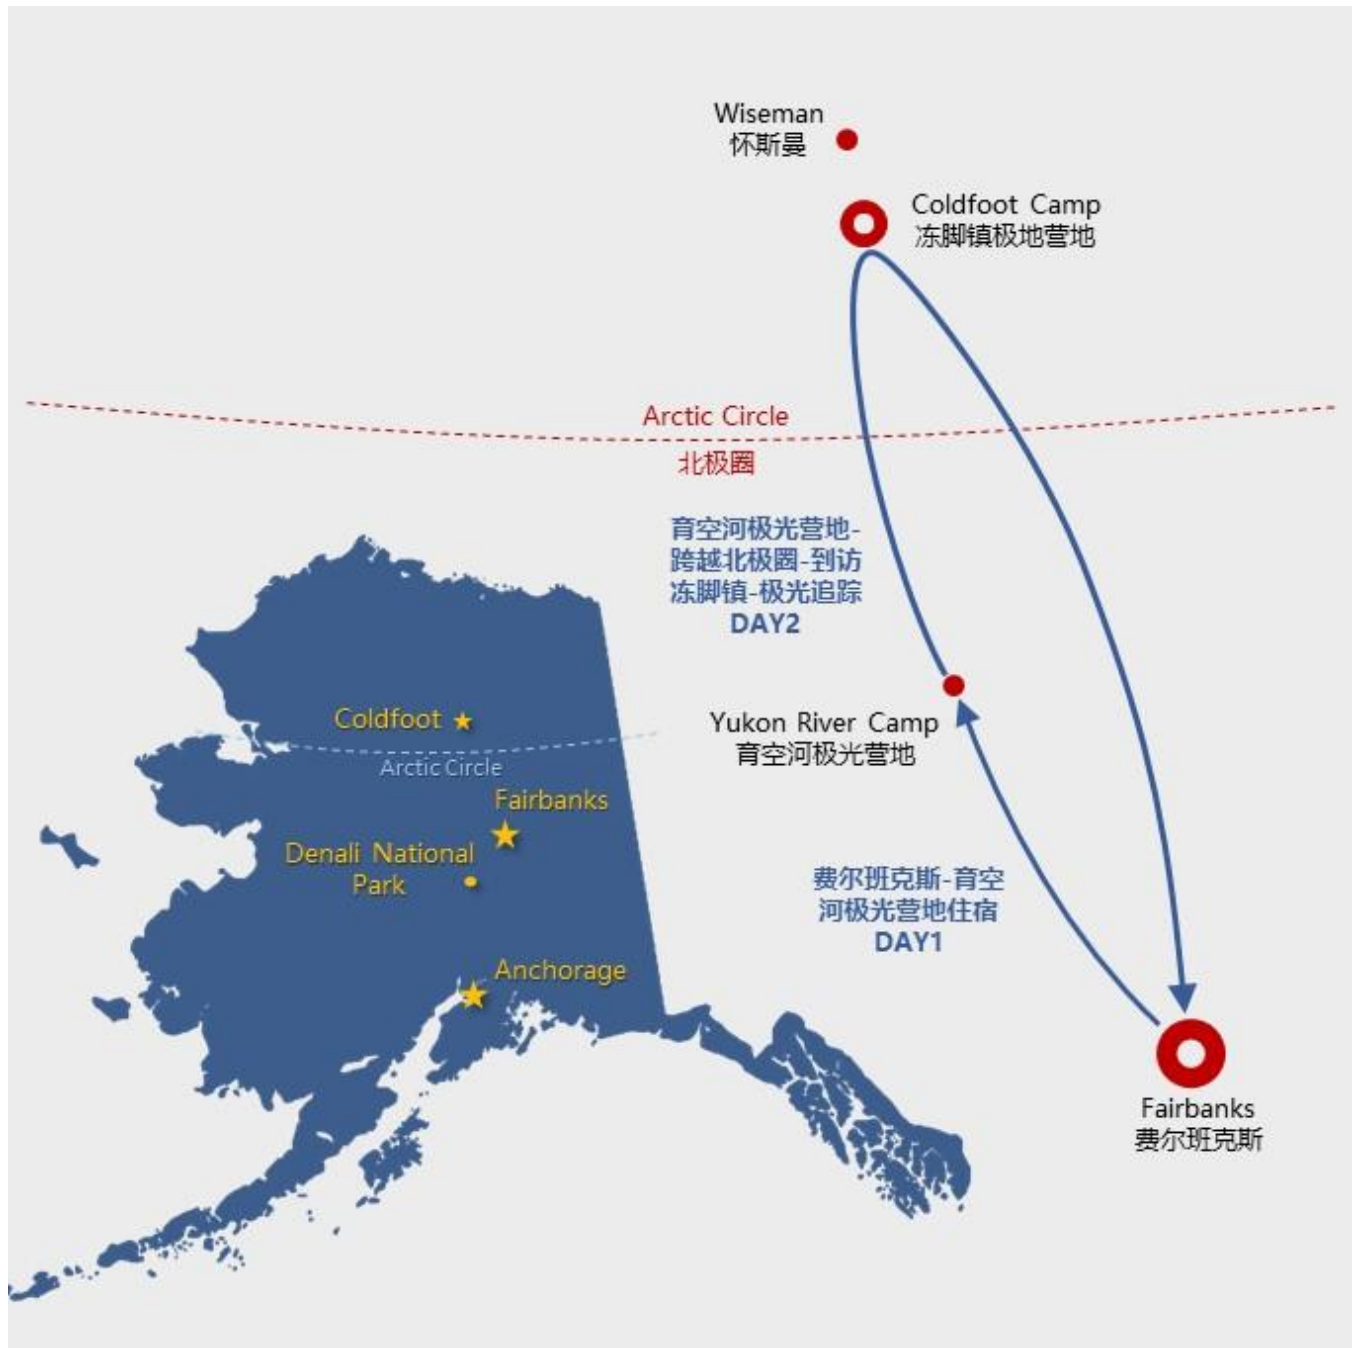 Wiseman
怀斯曼
Coldfoot Camp
冻脚镇极地营地
Arctic Circle
北极圈
育空河极光营地-
跨越北极圈-到访
冻脚镇-极光追踪
DAY2
Yukon River Camp
育空河极光营地
费尔班克斯-育空
河极光营地住宿
DAY1
Fairbanks
费尔班克斯
Coldfoot
Arctic Circle
Fairbanks
Denali National
Park
Anchorage